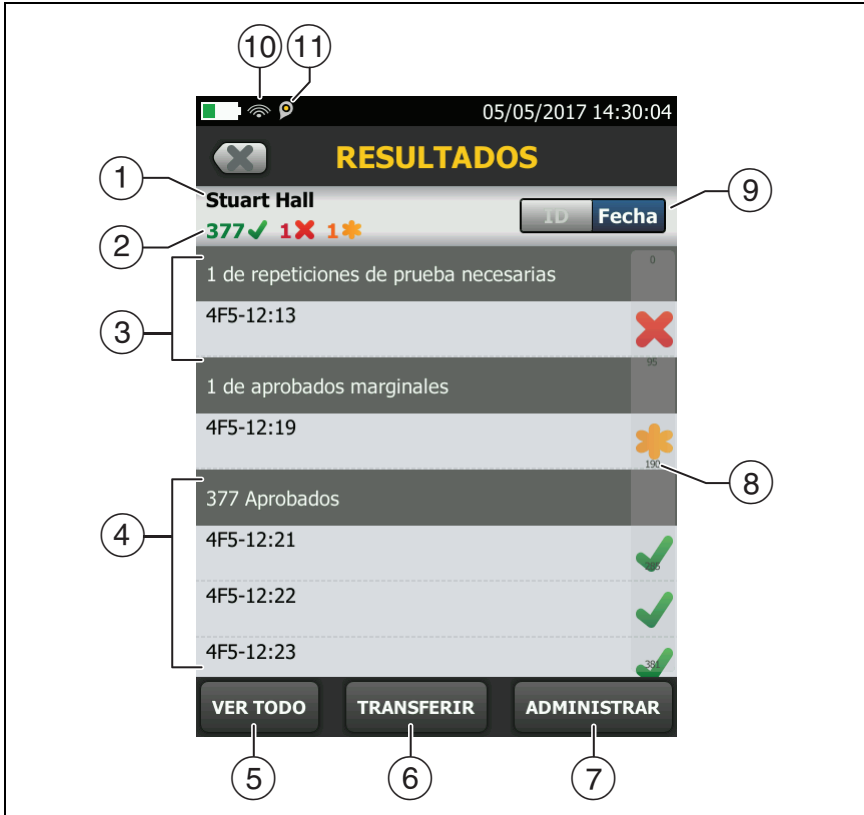 10 11
05/05/2017 14:30:04
RESULTADOS
1
Stuart Hall
ID Fecha
9
2
377 1 1
3
1 de repeticiones de prueba necesarias
0
4F5-12:13
95
1 de aprobados marginales
4F5-12:19
190
8
4
377 Aprobados
4F5-12:21
4F5-12:22
4F5-12:23
381
VER TODO TRANSFERIR ADMINISTRAR
5 6 7